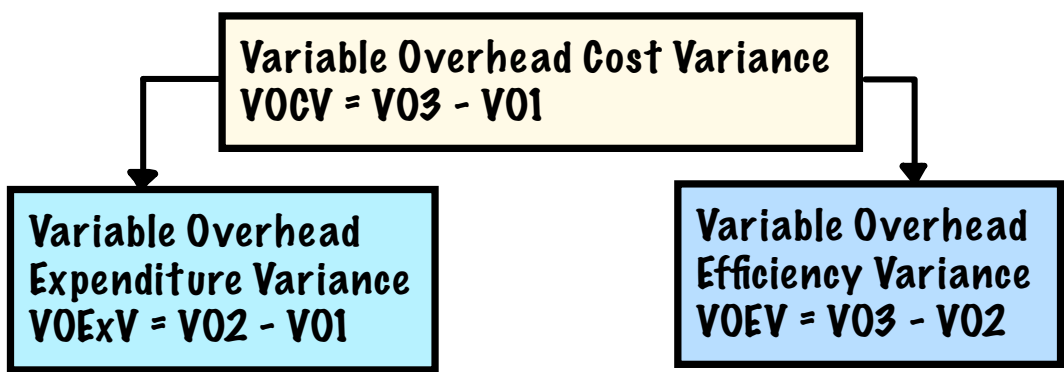 Variable Overhead Cost Variance
VOCV = VO3 - VO1
Variable Overhead
Expenditure Variance
VOExV = VO2 - VO1
Variable Overhead
Efficiency Variance
VOEV = VO3 - VO2